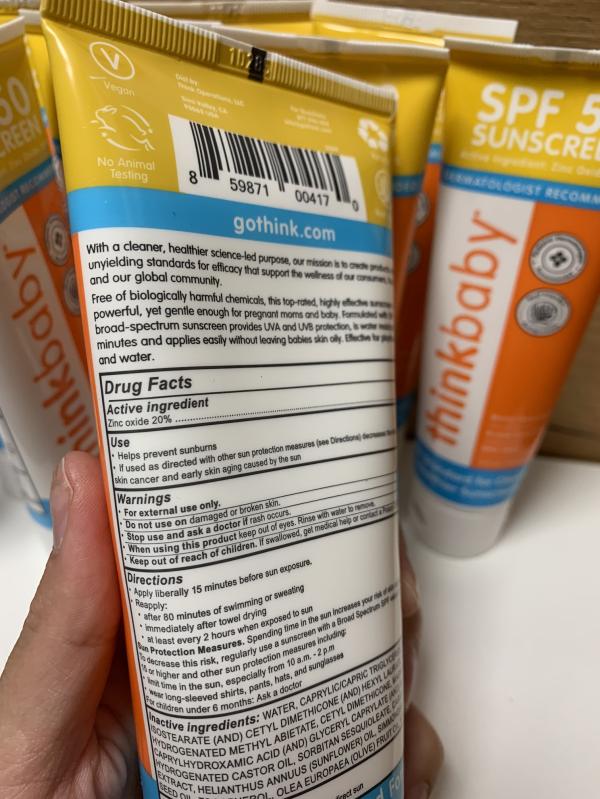 Vegan
No Animal
Testing
Dist by:
Think Operations, LLC
8 59871 00417 0
gothink.com
With a cleaner, healthier science-led purpose, our mission is to create
unyielding standards for efficacy that support the wellness of our consumers,
and our global community.
Free of biologically harmful chemicals, this top-rated, highly effective
powerful, yet gentle enough for pregnant moms and baby. Formulated
broad-spectrum sunscreen provides UVA and UVB protection, is water
minutes and applies easily without leaving babies skin oily. Effective for
and water.
Drug Facts
Active ingredient
Zinc oxide 20%
Use
• Helps prevent sunburns
• If used as directed with other sun protection measures (see Directions) decreases
skin cancer and early skin aging caused by the sun
Warnings
• For external use only.
• Do not use on damaged or broken skin.
• Stop use and ask a doctor if rash occurs.
• When using this product keep out of eyes. Rinse with water to remove.
• Keep out of reach of children. If swallowed, get medical help or contact a
Directions
• Apply liberally 15 minutes before sun exposure.
• Reapply:
• after 80 minutes of swimming or sweating
• immediately after towel drying
• at least every 2 hours when exposed to sun
Sun Protection Measures. Spending time in the sun increases your risk of
To decrease this risk, regularly use a sunscreen with a Broad Spectrum SPF
15 or higher and other sun protection measures including:
• limit time in the sun, especially from 10 a.m. - 2 p.m
• wear long-sleeved shirts, pants, hats, and sunglasses
For children under 6 months: Ask a doctor
Inactive ingredients: WATER, CAPRYLIC/CAPRIC
ISOSTEARATE (AND) CETYL DIMETHICONE (AND) HEXYL
HYDROGENATED METHYL ABIETATE, CETYL DIMETHICONE,
CAPRYLHYDROXAMIC ACID (AND) GLYCERYL CAPRYLATE
HYDROGENATED CASTOR OIL, SORBITAN SESQUIOLEATE,
EXTRACT, HELIANTHUS ANNUUS (SUNFLOWER) OIL,
SEED OIL, OLEA EUROPAEA (OLIVE) FRUIT
SPF 5
SUNSCRE
Active Ingredient: Zinc
DERMATOLOGIST RECOMM
thinkbaby
inkbaby